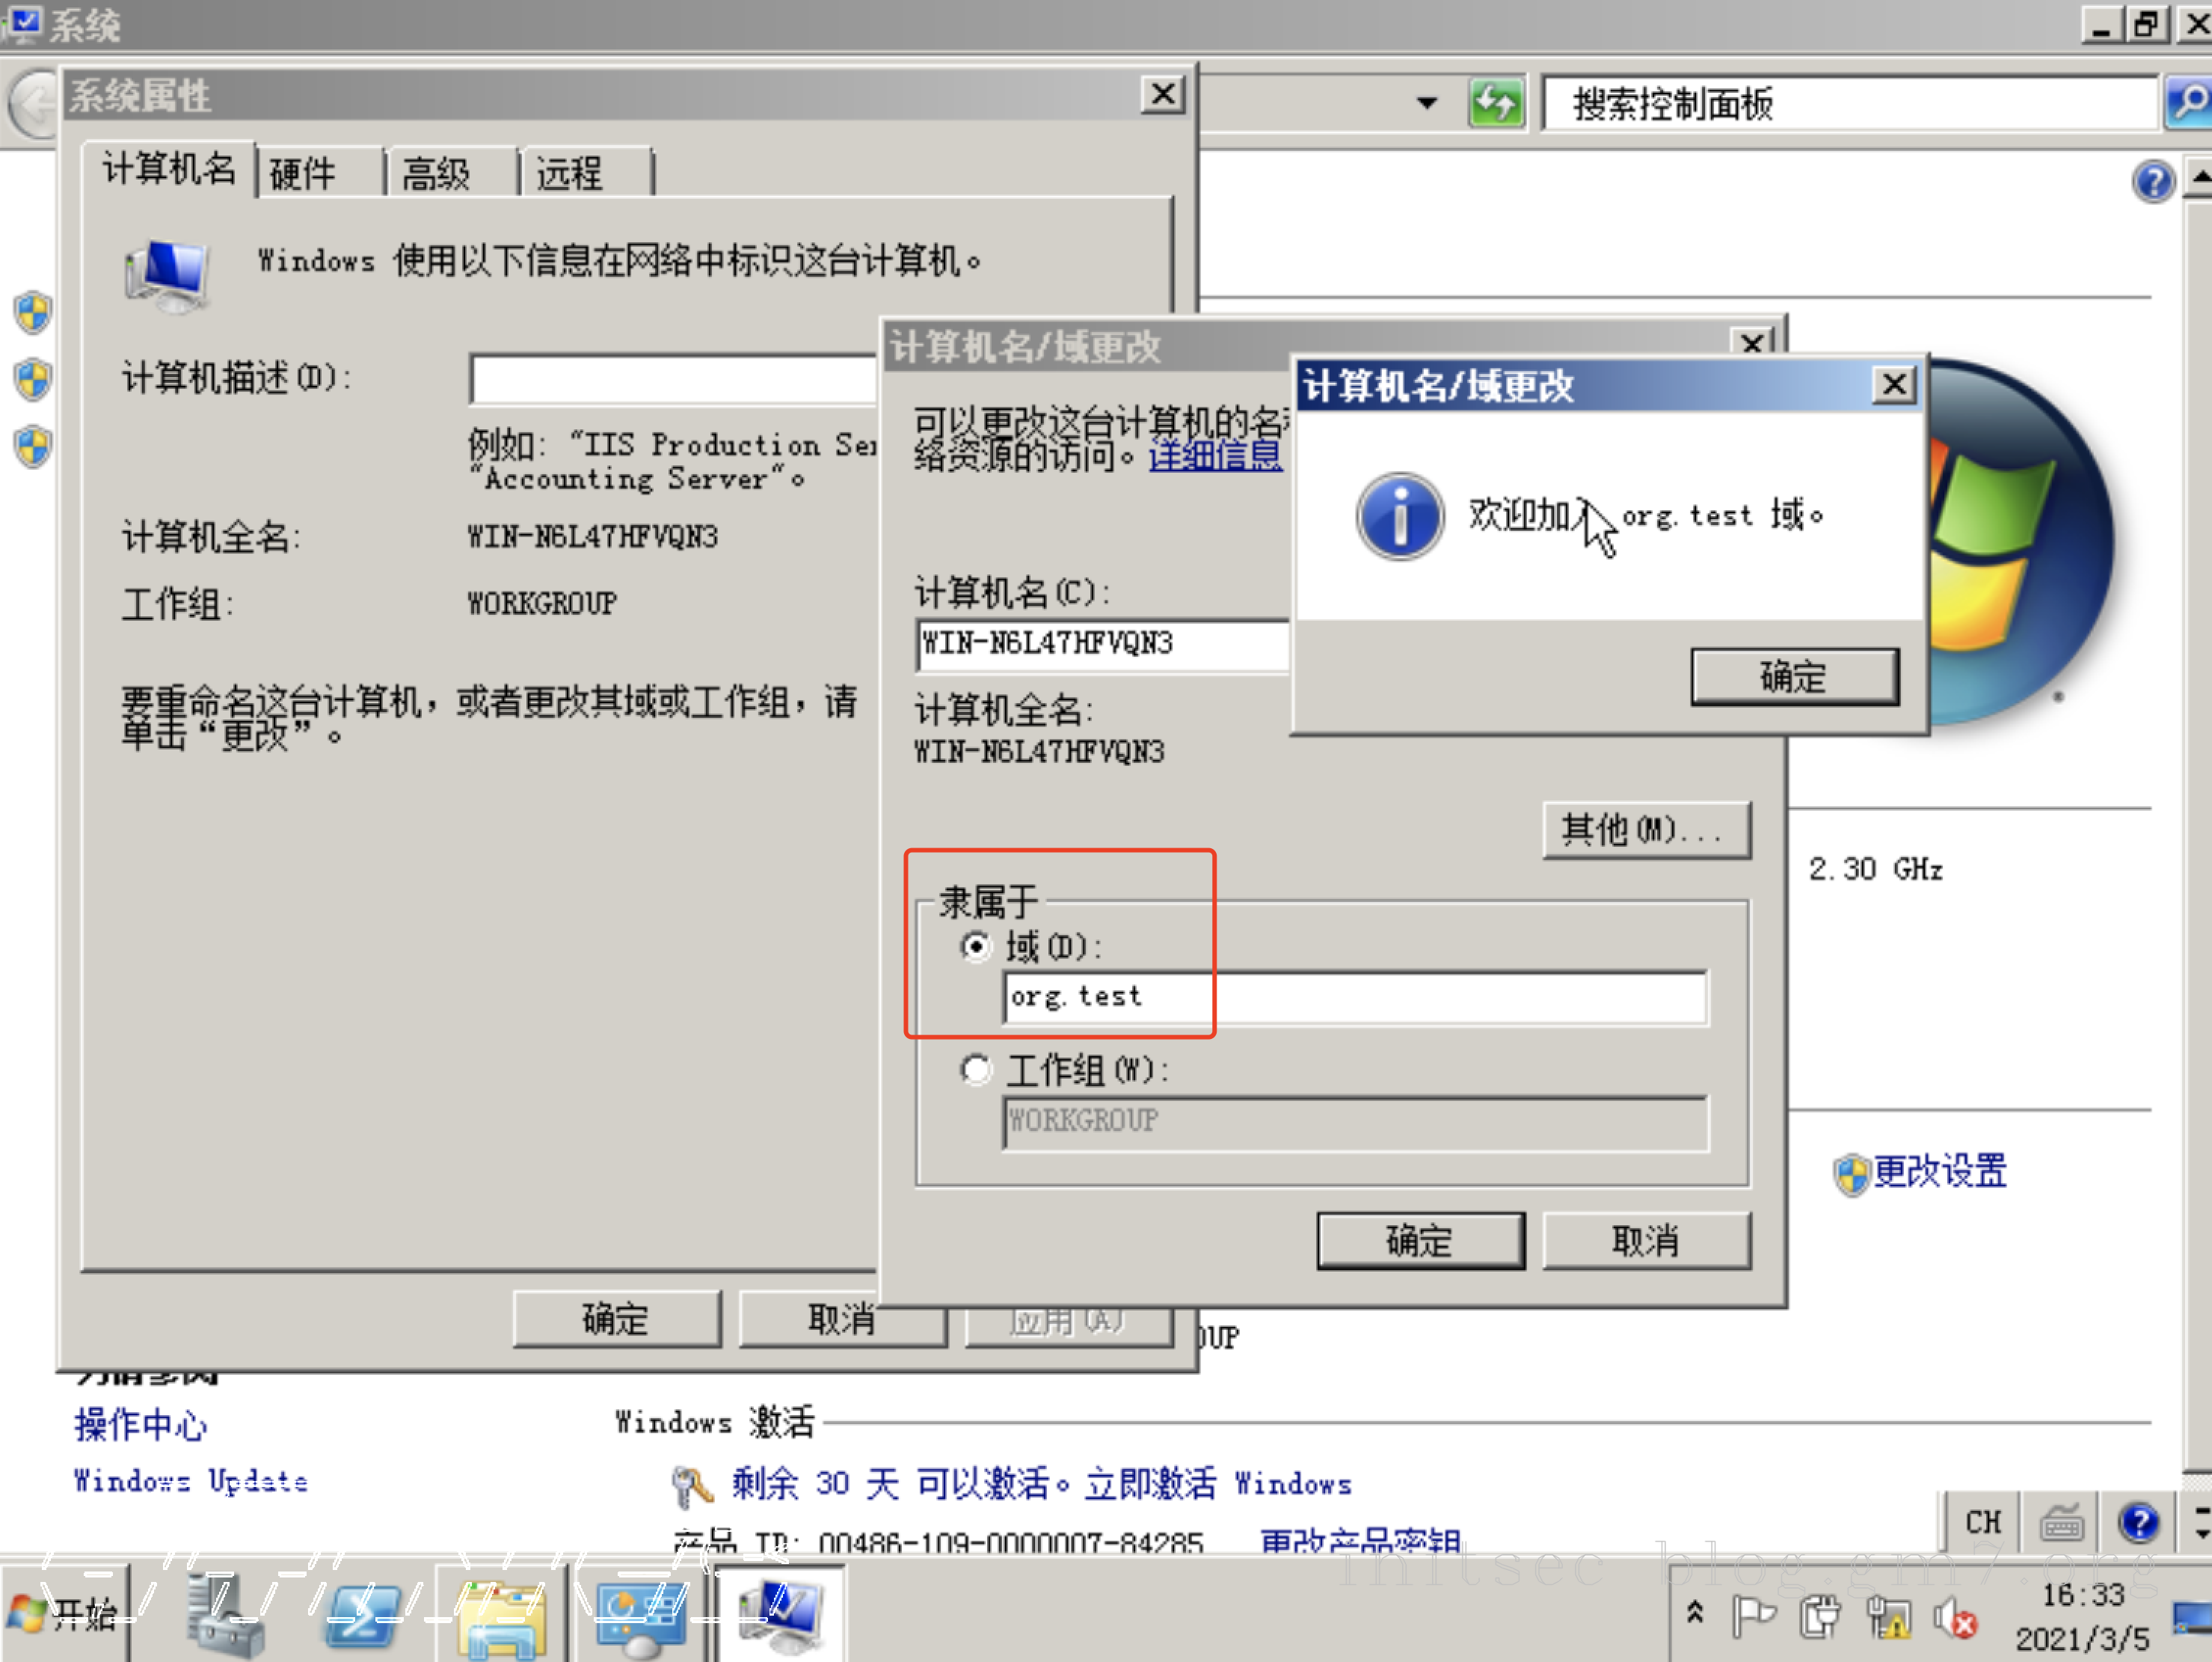 系统
系统属性
搜索控制面板
计算机名
硬件
高级
远程
Windows 使用以下信息在网络中标识这台计算机。
计算机描述(D):
例如: "IIS Production
"Accounting Server"。
计算机全名:
WIN-N6L47HFVQN3
工作组:
WORKGROUP
要重命名这台计算机，或者更改其域或工作组，请
单击“更改”。
确定
取消
应用(A)
计算机名/域更改
可以更改这台计算机的名
络资源的访问。详细信息
计算机名(C):
WIN-N6L47HFVQN3
计算机全名:
WIN-N6L47HFVQN3
其他(M)...
隶属于
域(D):
org.test
工作组(W):
WORKGROUP
确定
取消
计算机名/域更改
欢迎加入 org.test 域。
确定
2.30 GHz
更改设置
OUP
操作中心
Windows Update
Windows 激活
剩余 30 天 可以激活。立即激活 Windows
产品 ID: 00486-109-0000007-84285
更改产品密钥
CH
initsec blog.gm7.org
开始
16:33
2021/3/5